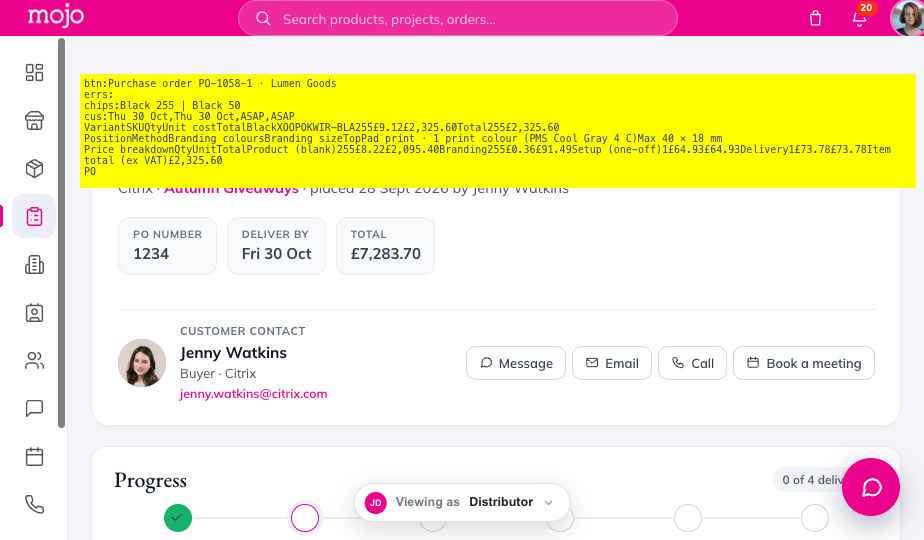 mojo
Search products, projects, orders...
20
btn:Purchase order PO-1058-1 · Lumen Goods
errs:
chips:Black 255 | Black 50
cus:Thu 30 Oct,Thu 30 Oct,ASAP,ASAP
VariantSKUQtyUnit costTotalBlackXOOPOKWIR-BLA255£9.12£2,325.60Total255£2,325.60
PositionMethodBranding coloursBranding sizeTopPad print · 1 print colour (PMS Cool Gray 4 C)Max 40 × 18 mm
Price breakdownQtyUnitTotalProduct (blank)255£8.22£2,095.40Branding255£0.36£91.49Setup (one-off)1£64.93£64.93Delivery1£73.78£73.78Item
total (ex VAT)£2,325.60
PO
Citrix · Autumn Giveaways · placed 28 Sept 2026 by Jenny Watkins
PO NUMBER
1234
DELIVER BY
Fri 30 Oct
TOTAL
£7,283.70
CUSTOMER CONTACT
Jenny Watkins
Buyer · Citrix
jenny.watkins@citrix.com
Message
Email
Call
Book a meeting
Progress
0 of 4
JD
Viewing as Distributor